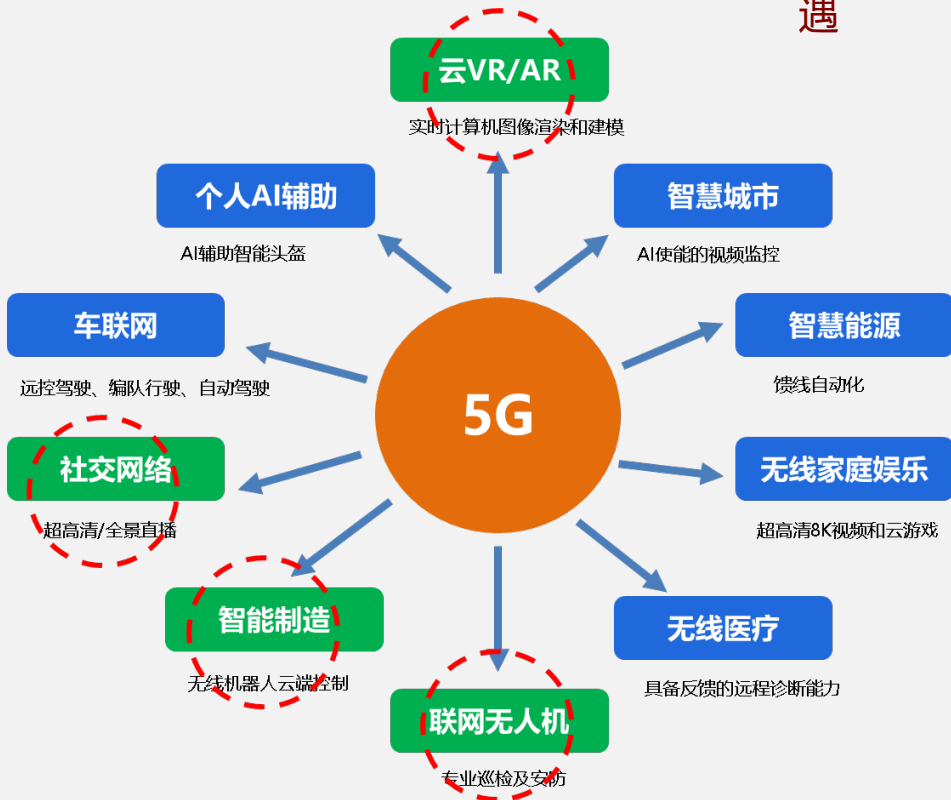 遇
云VR/AR
实时计算机图像渲染和建模
个人AI辅助
AI辅助智能头盔
智慧城市
AI使能的视频监控
车联网
远控驾驶、编队行驶、自动驾驶
智慧能源
馈线自动化
5G
社交网络
超高清/全景直播
无线家庭娱乐
超高清8K视频和云游戏
智能制造
无线机器人云端控制
无线医疗
具备反馈的远程诊断能力
联网无人机
专业巡检及安防